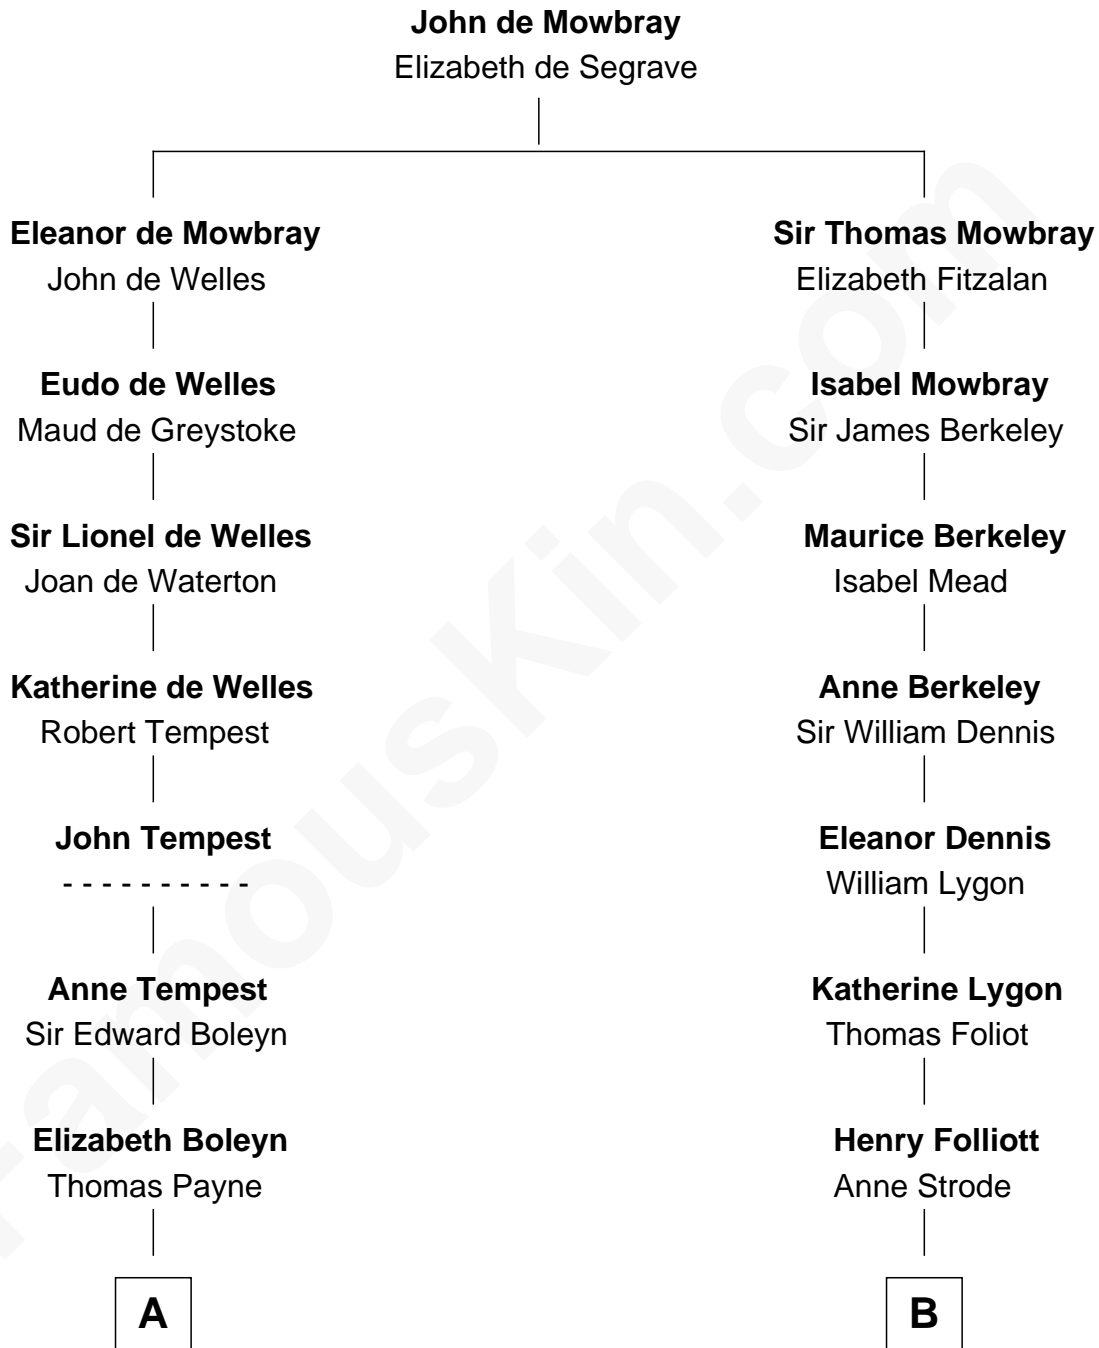 John de Mowbray
Elizabeth de Segrave
Eleanor de Mowbray
John de Welles
Eudo de Welles
Maud de Greystoke
Sir Lionel de Welles
Joan de Waterton
Katherine de Welles
Robert Tempest
John Tempest
- - - - - - - - - -
Anne Tempest
Sir Edward Boleyn
Elizabeth Boleyn
Thomas Payne
A
Sir Thomas Mowbray
Elizabeth Fitzalan
Isabel Mowbray
Sir James Berkeley
Maurice Berkeley
Isabel Mead
Anne Berkeley
Sir William Dennis
Eleanor Dennis
William Lygon
Katherine Lygon
Thomas Foliot
Henry Folliott
Anne Strode
B
FamousKin.com